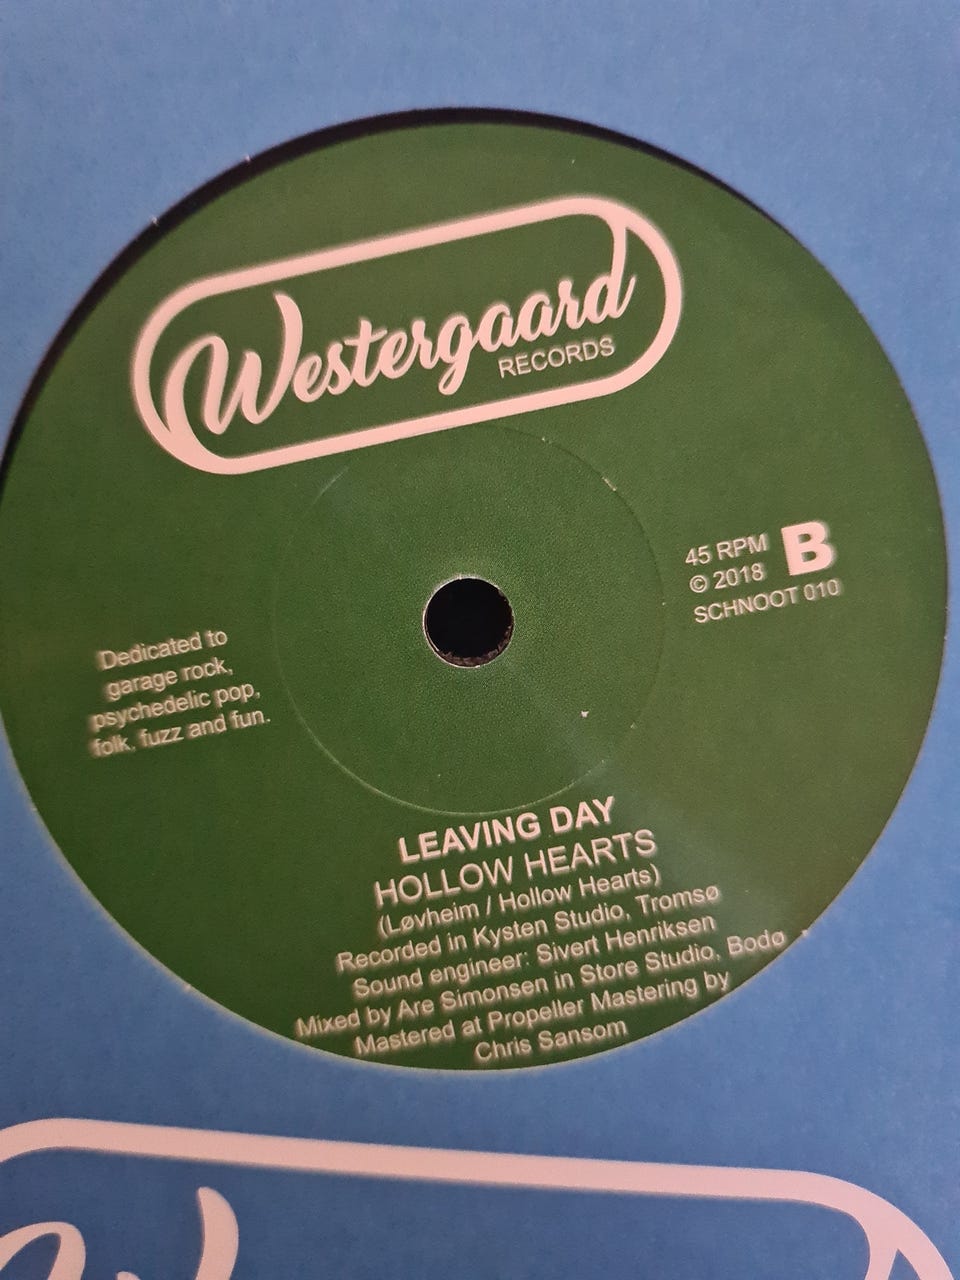 Westergaard
RECORDS
45 RPM B
© 2018
SCHNOOT 010
Dedicated to
garage rock,
psychedelic pop,
folk, fuzz and fun.
LEAVING DAY
HOLLOW HEARTS
(Løvheim / Hollow Hearts)
Recorded in Kysten Studio, Tromsø
Sound engineer: Sivert Henriksen
Mixed by Are Simonsen in Store Studio, Bodø
Mastered at Propeller Mastering by
Chris Sansom